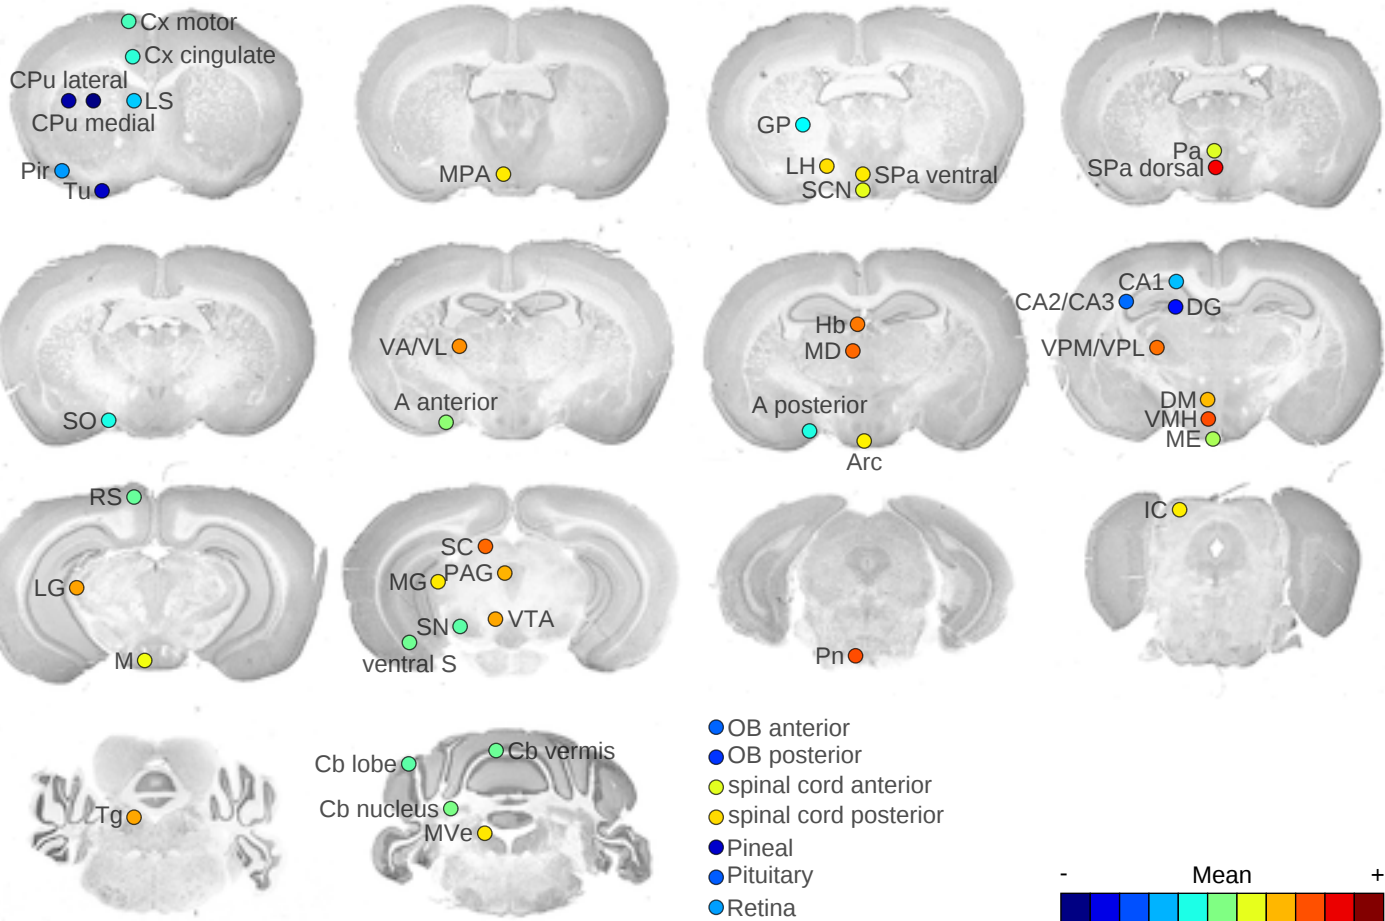 Cx motor
Cx cingulate
CPu lateral
LS
CPu medial
Pir
Tu
MPA
GP
LH
SPa ventral
SCN
Pa
SPa dorsal
SO
VA/VL
A anterior
Hb
MD
A posterior
Arc
CA1
CA2/CA3
DG
VPM/VPL
DM
VMH
ME
RS
LG
M
SC
MG
PAG
SN
VTA
ventral S
Pn
IC
Tg
Cb lobe
Cb vermis
Cb nucleus
MVe
OB anterior
OB posterior
spinal cord anterior
spinal cord posterior
Pineal
Pituitary
Retina
- Mean +